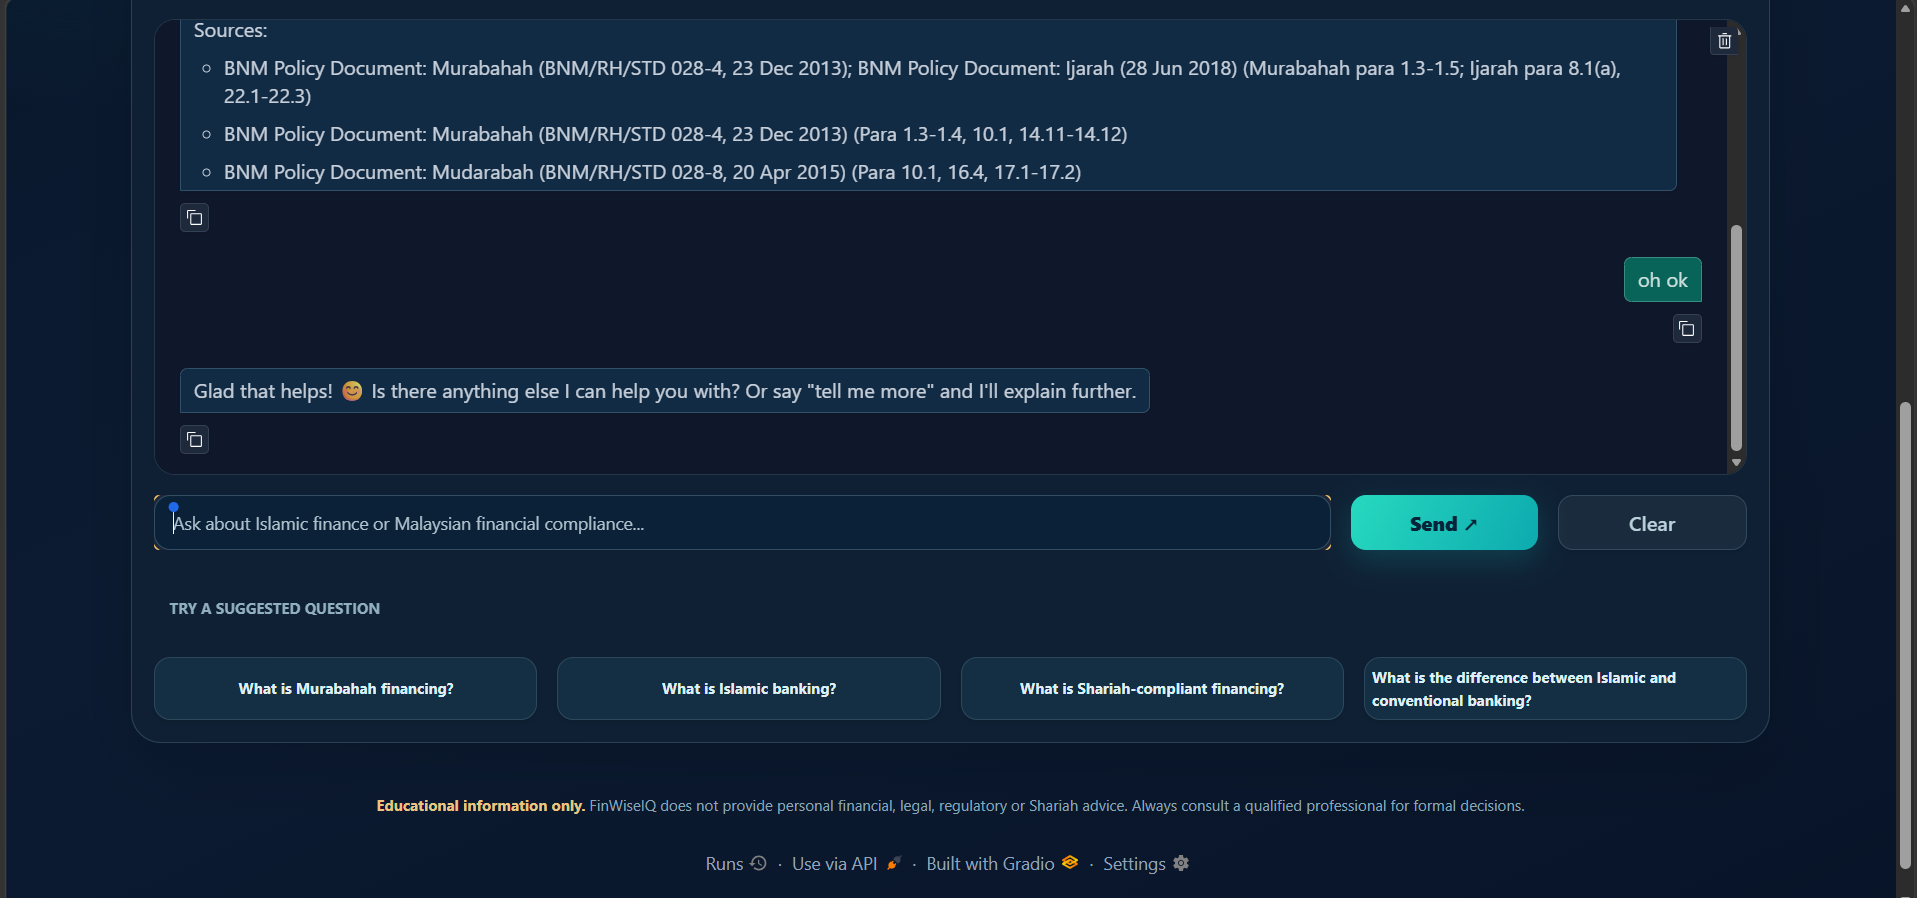 Sources:
BNM Policy Document: Murabahah (BNM/RH/STD 028-4, 23 Dec 2013); BNM Policy Document: Ijarah (28 Jun 2018) (Murabahah para 1.3-1.5; Ijarah para 8.1(a),
22.1-22.3)
BNM Policy Document: Murabahah (BNM/RH/STD 028-4, 23 Dec 2013) (Para 1.3-1.4, 10.1, 14.11-14.12)
BNM Policy Document: Mudarabah (BNM/RH/STD 028-8, 20 Apr 2015) (Para 10.1, 16.4, 17.1-17.2)
oh ok
Glad that helps! 😊 Is there anything else I can help you with? Or say "tell me more" and I'll explain further.
Ask about Islamic finance or Malaysian financial compliance...
Send ↗
Clear
TRY A SUGGESTED QUESTION
What is Murabahah financing?
What is Islamic banking?
What is Shariah-compliant financing?
What is the difference between Islamic and
conventional banking?
Educational information only. FinWiseIQ does not provide personal financial, legal, regulatory or Shariah advice. Always consult a qualified professional for formal decisions.
Runs · Use via API · Built with Gradio · Settings